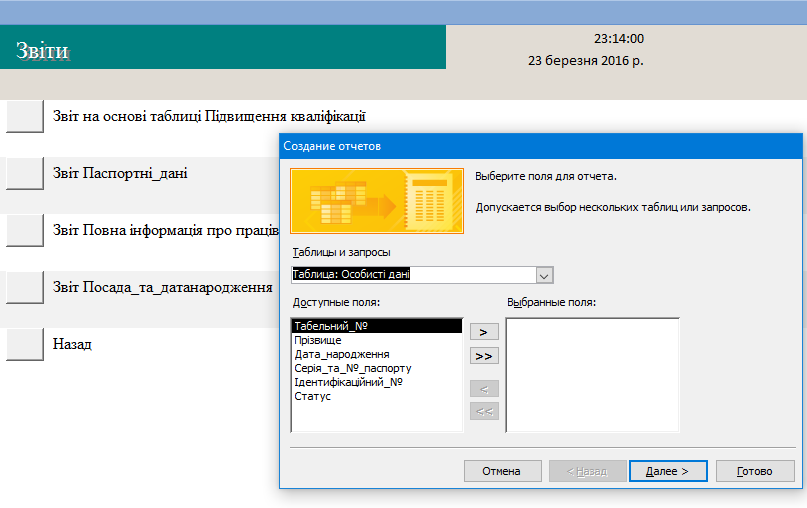 Звіти
23:14:00
23 березня 2016 р.
Звіт на основі таблиці Підвищення кваліфікації
Звіт Паспортні_дані
Звіт Повна інформація про праців
Звіт Посада_та_датанародження
Назад
Создание отчетов
Выберите поля для отчета.
Допускается выбор нескольких таблиц или запросов.
Таблицы и запросы
Таблица: Особисті дані
Доступные поля:
Выбранные поля:
Табельний_№
Прізвище
Дата_народження
Серія_та_№_паспорту
Ідентифікаційний_№
Статус
>
>>
<
<<
Отмена
< Назад
Далее >
Готово